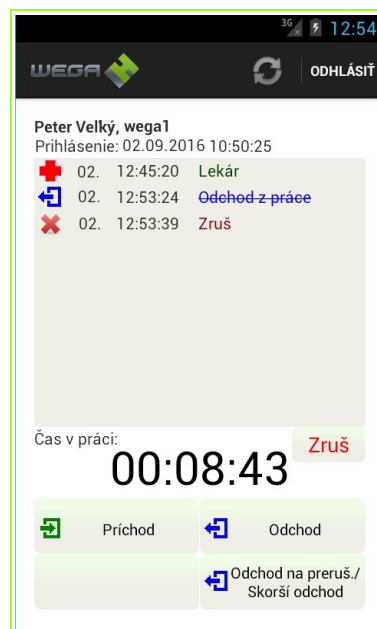 3G 12:54
WEGA ODHLÁSIŤ
Peter Veľký, wega1
Prihlásenie: 02.09.2016 10:50:25
02. 12:45:20 Lekár
02. 12:53:24 Odchod z práce
02. 12:53:39 Zruš
Čas v práci:
Zruš
00:08:43
Príchod Odchod
Odchod na preruš./
Skorší odchod